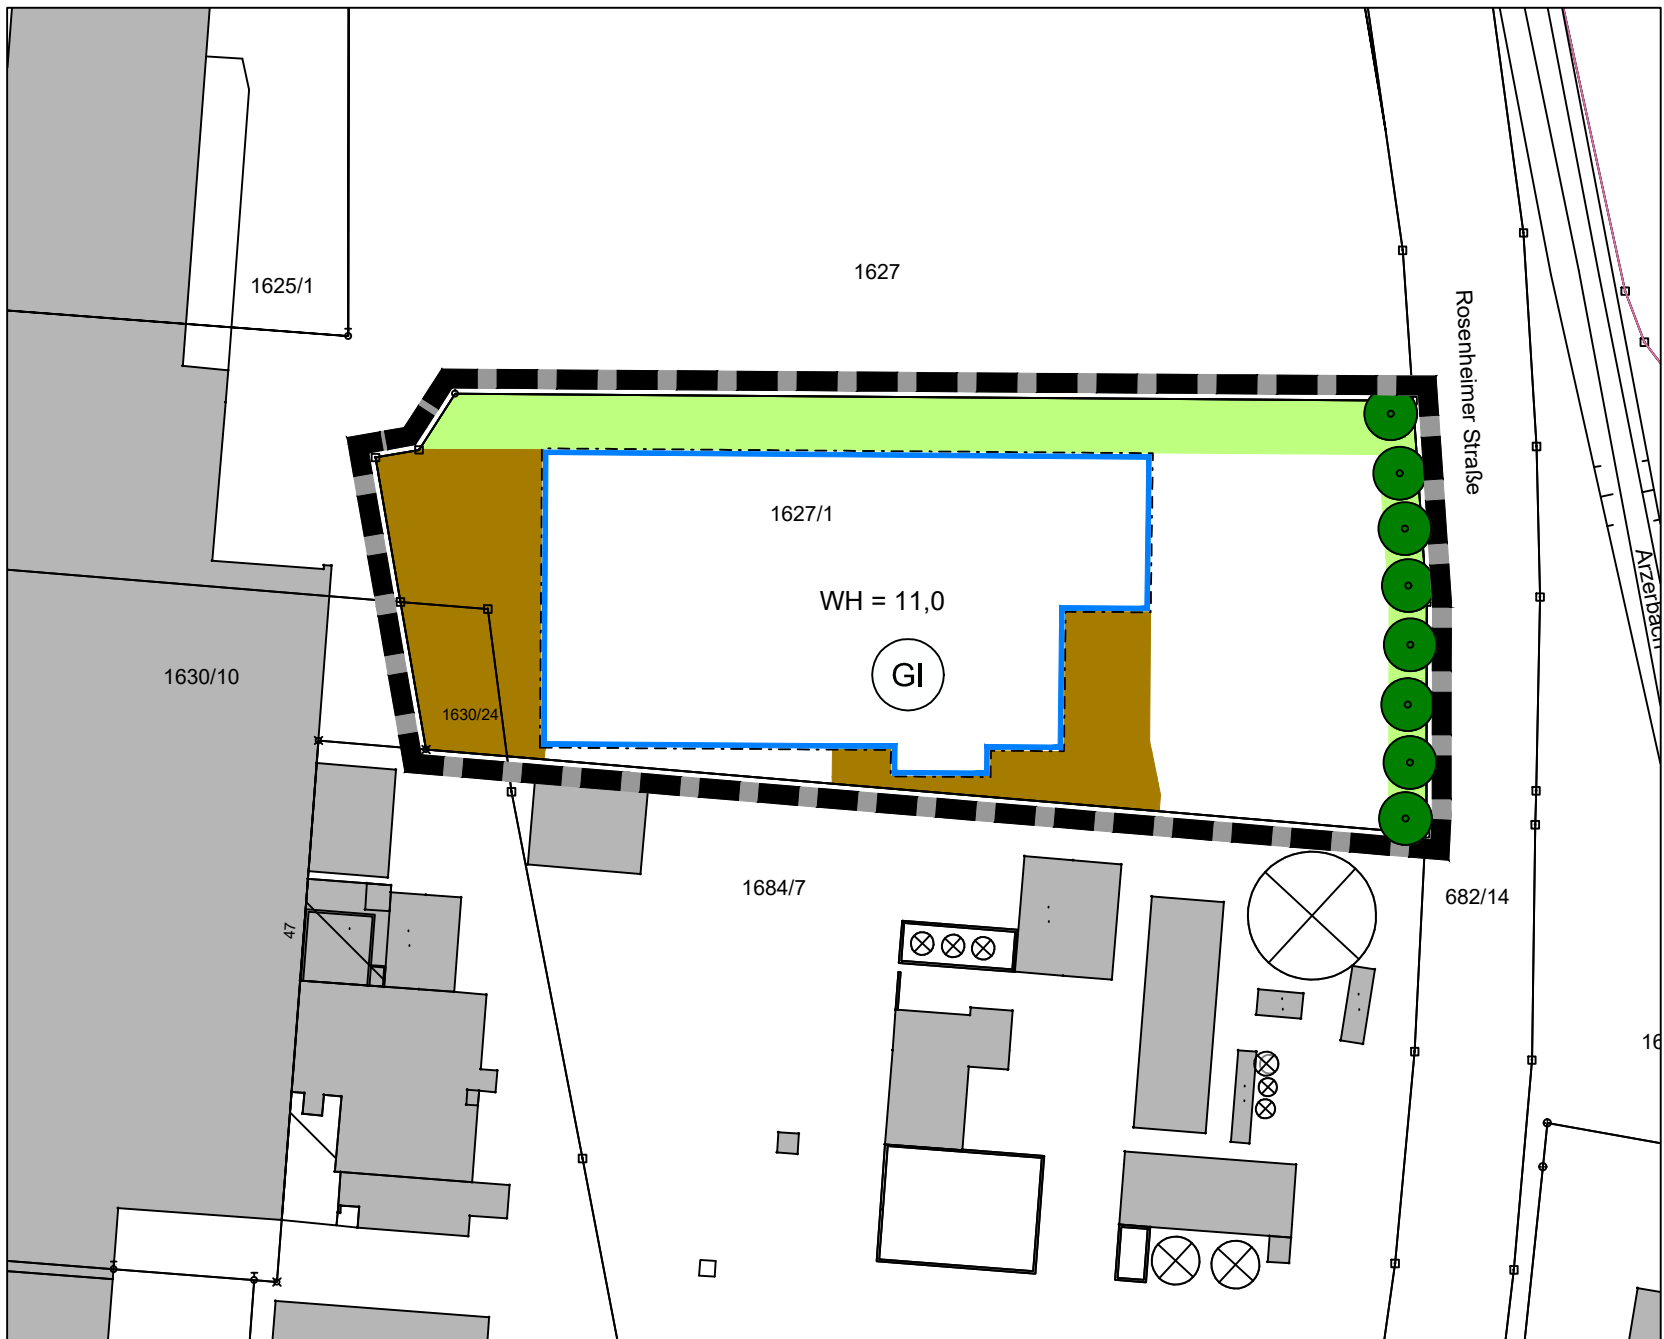 1627
1625/1
Rosenheimer Straße
1627/1
Arzerbach
WH = 11,0
GI
1630/10
1630/24
1684/7
682/14
47